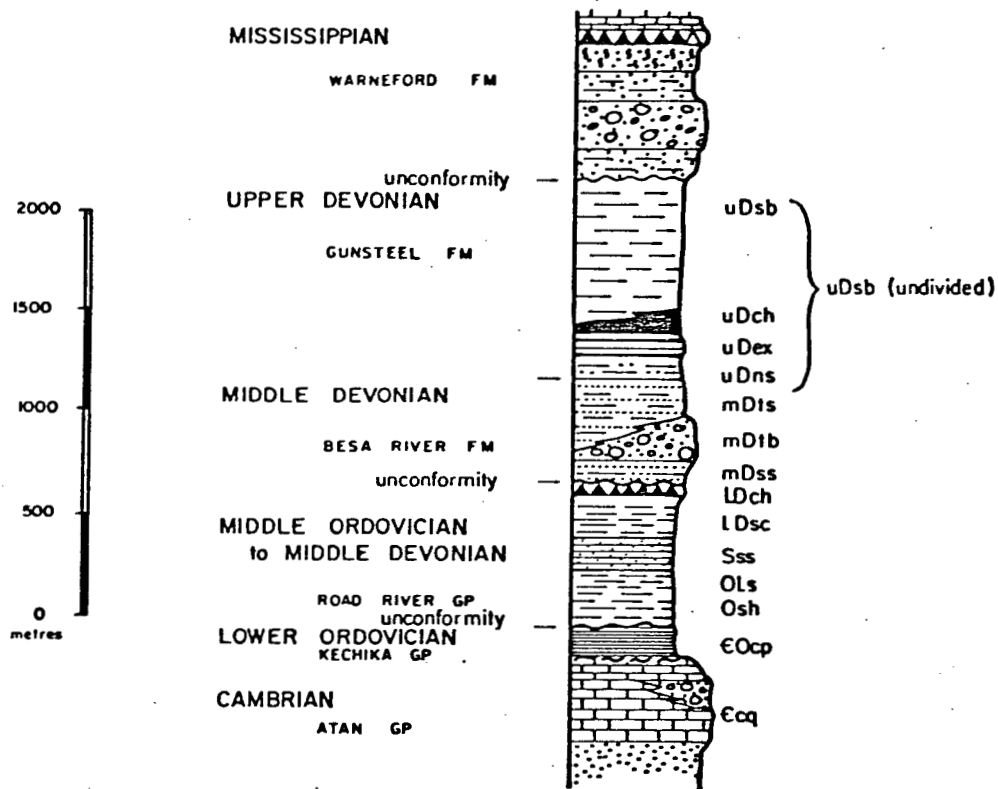 MISSISSIPPIAN
WARNEFORD FM
unconformity
UPPER DEVONIAN
GUNSTEEL FM
MIDDLE DEVONIAN
BESA RIVER FM
unconformity
MIDDLE ORDOVICIAN
to MIDDLE DEVONIAN
ROAD RIVER GP
unconformity
LOWER ORDOVICIAN
KECHIKA GP
CAMBRIAN
ATAN GP
2000
1500
1000
500
0
metres
uDsb
uDch
uDex
uDns
mDts
mDtb
mDss
lDch
lDsc
Sss
OLs
Osh
€Ocp
€cq
uDsb (undivided)